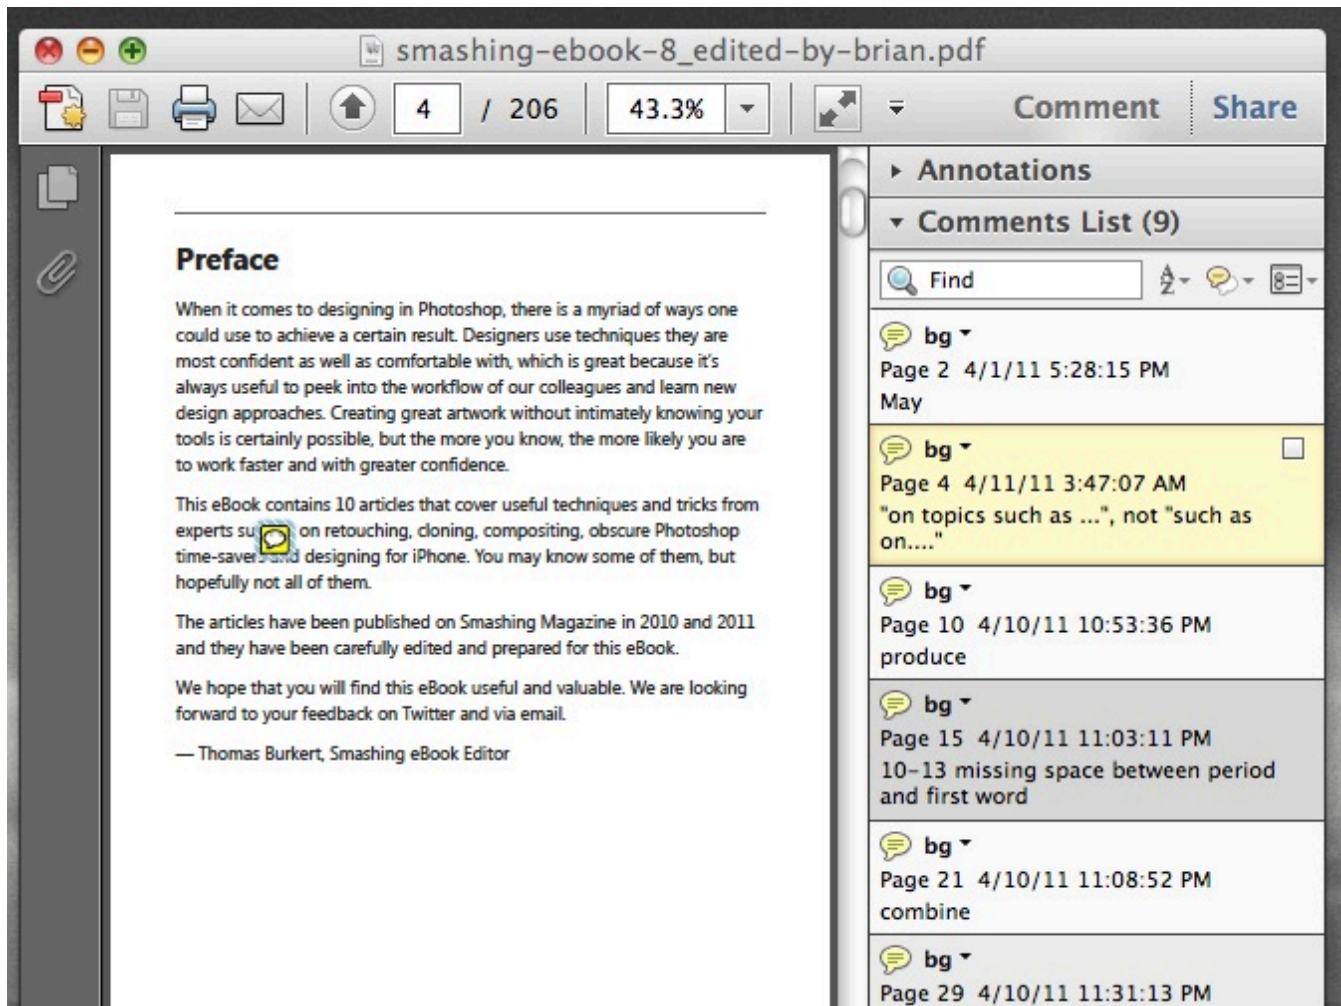 smashing-ebook-8_edited-by-brian.pdf
4 / 206
43.3%
Comment
Share
Preface
When it comes to designing in Photoshop, there is a myriad of ways one
could use to achieve a certain result. Designers use techniques they are
most confident as well as comfortable with, which is great because it's
always useful to peek into the workflow of our colleagues and learn new
design approaches. Creating great artwork without intimately knowing your
tools is certainly possible, but the more you know, the more likely you are
to work faster and with greater confidence.
This eBook contains 10 articles that cover useful techniques and tricks from
experts su on retouching, cloning, compositing, obscure Photoshop
time-savers and designing for iPhone. You may know some of them, but
hopefully not all of them.
The articles have been published on Smashing Magazine in 2010 and 2011
and they have been carefully edited and prepared for this eBook.
We hope that you will find this eBook useful and valuable. We are looking
forward to your feedback on Twitter and via email.
— Thomas Burkert, Smashing eBook Editor
Annotations
Comments List (9)
Find
A
Z
bg
Page 2 4/1/11 5:28:15 PM
May
bg
Page 4 4/11/11 3:47:07 AM
"on topics such as ...", not "such as
on...."
bg
Page 10 4/10/11 10:53:36 PM
produce
bg
Page 15 4/10/11 11:03:11 PM
10-13 missing space between period
and first word
bg
Page 21 4/10/11 11:08:52 PM
combine
bg
Page 29 4/10/11 11:31:13 PM